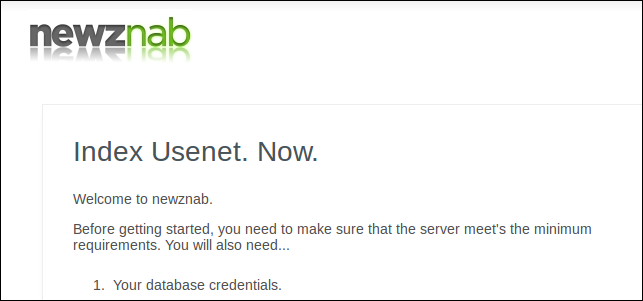 newznab
Index Usenet. Now.
Welcome to newznab.
Before getting started, you need to make sure that the server meet's the minimum
requirements. You will also need...
1. Your database credentials.